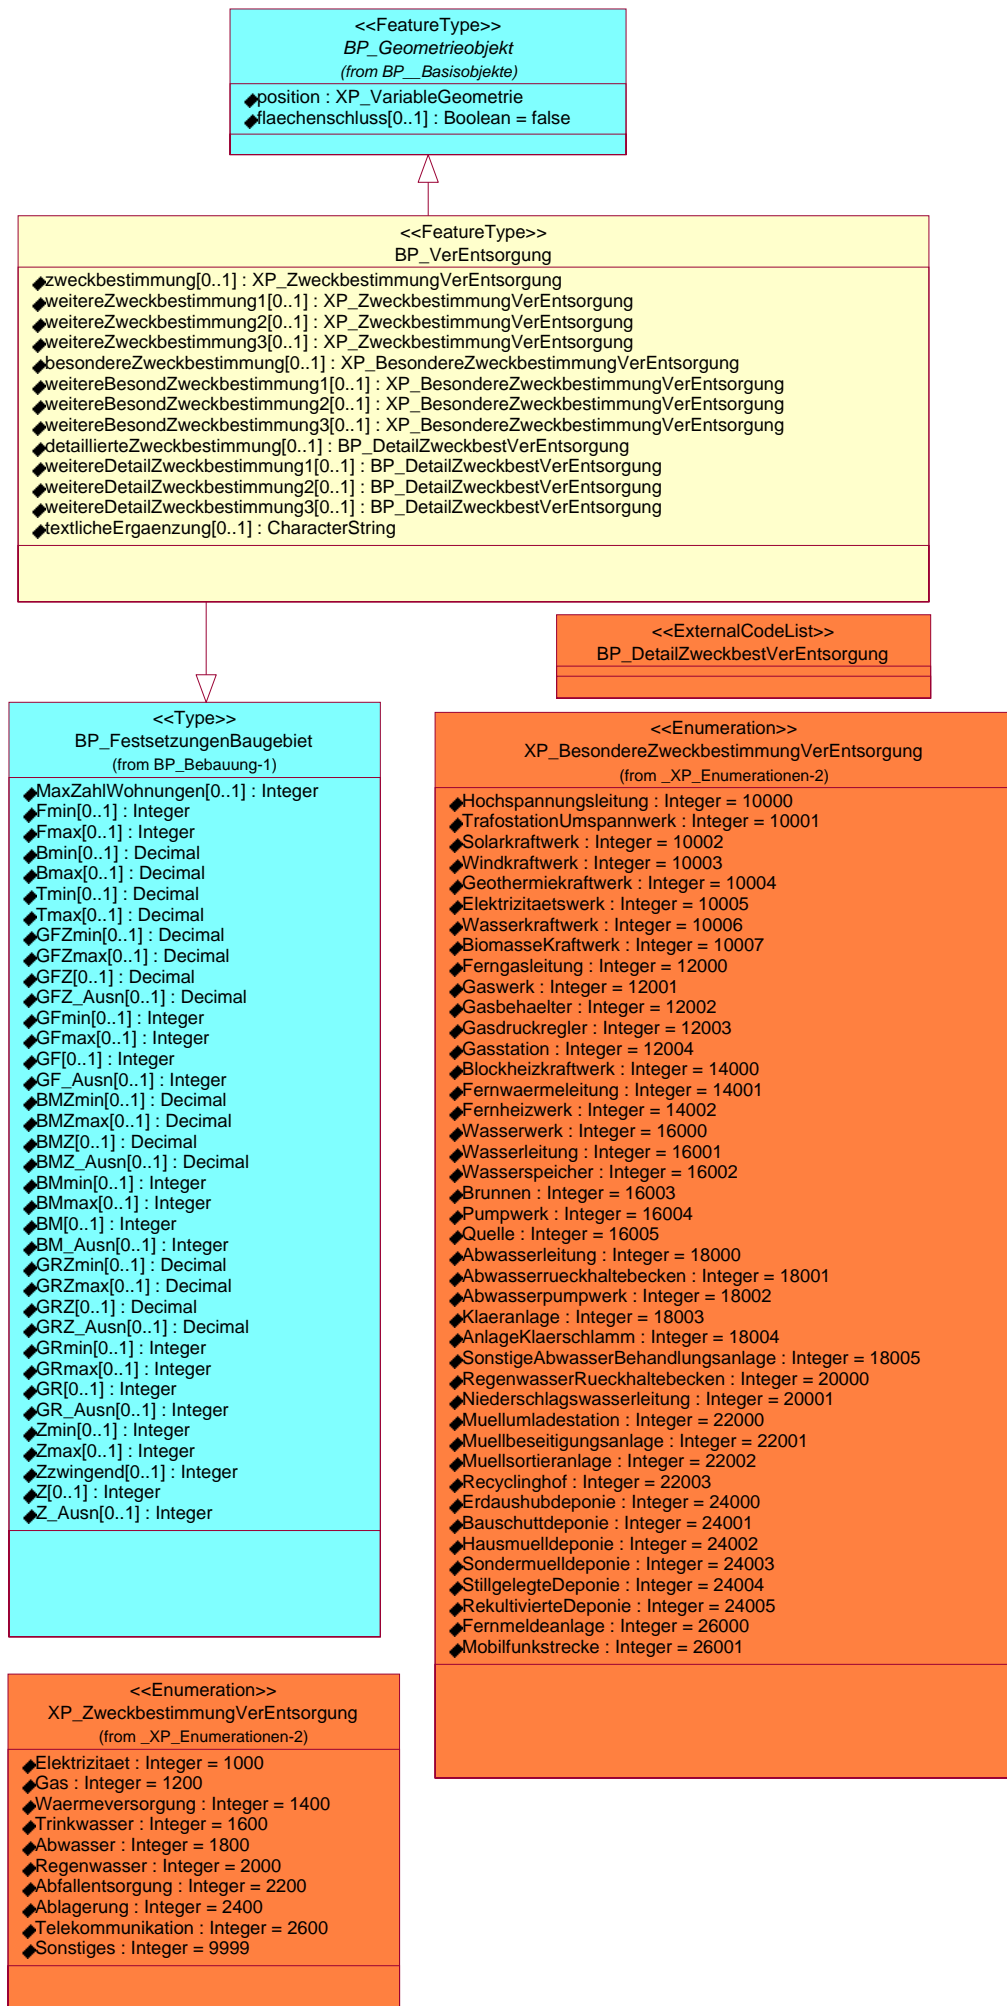 <<FeatureType>>
BP_Geometrieobjekt
(from BP__Basisobjekte)
position : XP_VariableGeometrie
flaechenschluss[0..1] : Boolean = false
<<FeatureType>>
BP_VerEntsorgung
zweckbestimmung[0..1] : XP_ZweckbestimmungVerEntsorgung
weitereZweckbestimmung1[0..1] : XP_ZweckbestimmungVerEntsorgung
weitereZweckbestimmung2[0..1] : XP_ZweckbestimmungVerEntsorgung
weitereZweckbestimmung3[0..1] : XP_ZweckbestimmungVerEntsorgung
besondereZweckbestimmung[0..1] : XP_BesondereZweckbestimmungVerEntsorgung
weitereBesondZweckbestimmung1[0..1] : XP_BesondereZweckbestimmungVerEntsorgung
weitereBesondZweckbestimmung2[0..1] : XP_BesondereZweckbestimmungVerEntsorgung
weitereBesondZweckbestimmung3[0..1] : XP_BesondereZweckbestimmungVerEntsorgung
detaillierteZweckbestimmung[0..1] : BP_DetailZweckbestVerEntsorgung
weitereDetailZweckbestimmung1[0..1] : BP_DetailZweckbestVerEntsorgung
weitereDetailZweckbestimmung2[0..1] : BP_DetailZweckbestVerEntsorgung
weitereDetailZweckbestimmung3[0..1] : BP_DetailZweckbestVerEntsorgung
textlicheErgaenzung[0..1] : CharacterString
<<ExternalCodeList>>
BP_DetailZweckbestVerEntsorgung
<<Type>>
BP_FestsetzungenBaugebiet
(from BP_Bebauung-1)
MaxZahlWohnungen[0..1] : Integer
Fmin[0..1] : Integer
Fmax[0..1] : Integer
Bmin[0..1] : Decimal
Bmax[0..1] : Decimal
Tmin[0..1] : Decimal
Tmax[0..1] : Decimal
GFZmin[0..1] : Decimal
GFZmax[0..1] : Decimal
GFZ[0..1] : Decimal
GFZ_Ausn[0..1] : Decimal
GFmin[0..1] : Integer
GFmax[0..1] : Integer
GF[0..1] : Integer
GF_Ausn[0..1] : Integer
BMZmin[0..1] : Decimal
BMZmax[0..1] : Decimal
BMZ[0..1] : Decimal
BMZ_Ausn[0..1] : Decimal
BMmin[0..1] : Integer
BMmax[0..1] : Integer
BM[0..1] : Integer
BM_Ausn[0..1] : Integer
GRZmin[0..1] : Decimal
GRZmax[0..1] : Decimal
GRZ[0..1] : Decimal
GRZ_Ausn[0..1] : Decimal
GRmin[0..1] : Integer
GRmax[0..1] : Integer
GR[0..1] : Integer
GR_Ausn[0..1] : Integer
Zmin[0..1] : Integer
Zmax[0..1] : Integer
Zzwingend[0..1] : Integer
Z[0..1] : Integer
Z_Ausn[0..1] : Integer
<<Enumeration>>
XP_BesondereZweckbestimmungVerEntsorgung
(from _XP_Enumerationen-2)
Hochspannungsleitung : Integer = 10000
TrafostationUmspannwerk : Integer = 10001
Solarkraftwerk : Integer = 10002
Windkraftwerk : Integer = 10003
Geothermiekraftwerk : Integer = 10004
Elektrizitaetswerk : Integer = 10005
Wasserkraftwerk : Integer = 10006
BiomasseKraftwerk : Integer = 10007
Ferngasleitung : Integer = 12000
Gaswerk : Integer = 12001
Gasbehaelter : Integer = 12002
Gasdruckregler : Integer = 12003
Gasstation : Integer = 12004
Blockheizkraftwerk : Integer = 14000
Fernwaermeleitung : Integer = 14001
Fernheizwerk : Integer = 14002
Wasserwerk : Integer = 16000
Wasserleitung : Integer = 16001
Wasserspeicher : Integer = 16002
Brunnen : Integer = 16003
Pumpwerk : Integer = 16004
Quelle : Integer = 16005
Abwasserleitung : Integer = 18000
Abwasserrueckhaltebecken : Integer = 18001
Abwasserpumpwerk : Integer = 18002
Klaeranlage : Integer = 18003
AnlageKlaerschlamm : Integer = 18004
SonstigeAbwasserBehandlungsanlage : Integer = 18005
RegenwasserRueckhaltebecken : Integer = 20000
Niederschlagswasserleitung : Integer = 20001
Muellumladestation : Integer = 22000
Muellbeseitigungsanlage : Integer = 22001
Muellsortieranlage : Integer = 22002
Recyclinghof : Integer = 22003
Erdaushubdeponie : Integer = 24000
Bauschuttdeponie : Integer = 24001
Hausmuelldeponie : Integer = 24002
Sondermuelldeponie : Integer = 24003
StillgelegteDeponie : Integer = 24004
RekultivierteDeponie : Integer = 24005
Fernmeldeanlage : Integer = 26000
Mobilfunkstrecke : Integer = 26001
<<Enumeration>>
XP_ZweckbestimmungVerEntsorgung
(from _XP_Enumerationen-2)
Elektrizitaet : Integer = 1000
Gas : Integer = 1200
Waermeversorgung : Integer = 1400
Trinkwasser : Integer = 1600
Abwasser : Integer = 1800
Regenwasser : Integer = 2000
Abfallentsorgung : Integer = 2200
Ablagerung : Integer = 2400
Telekommunikation : Integer = 2600
Sonstiges : Integer = 9999